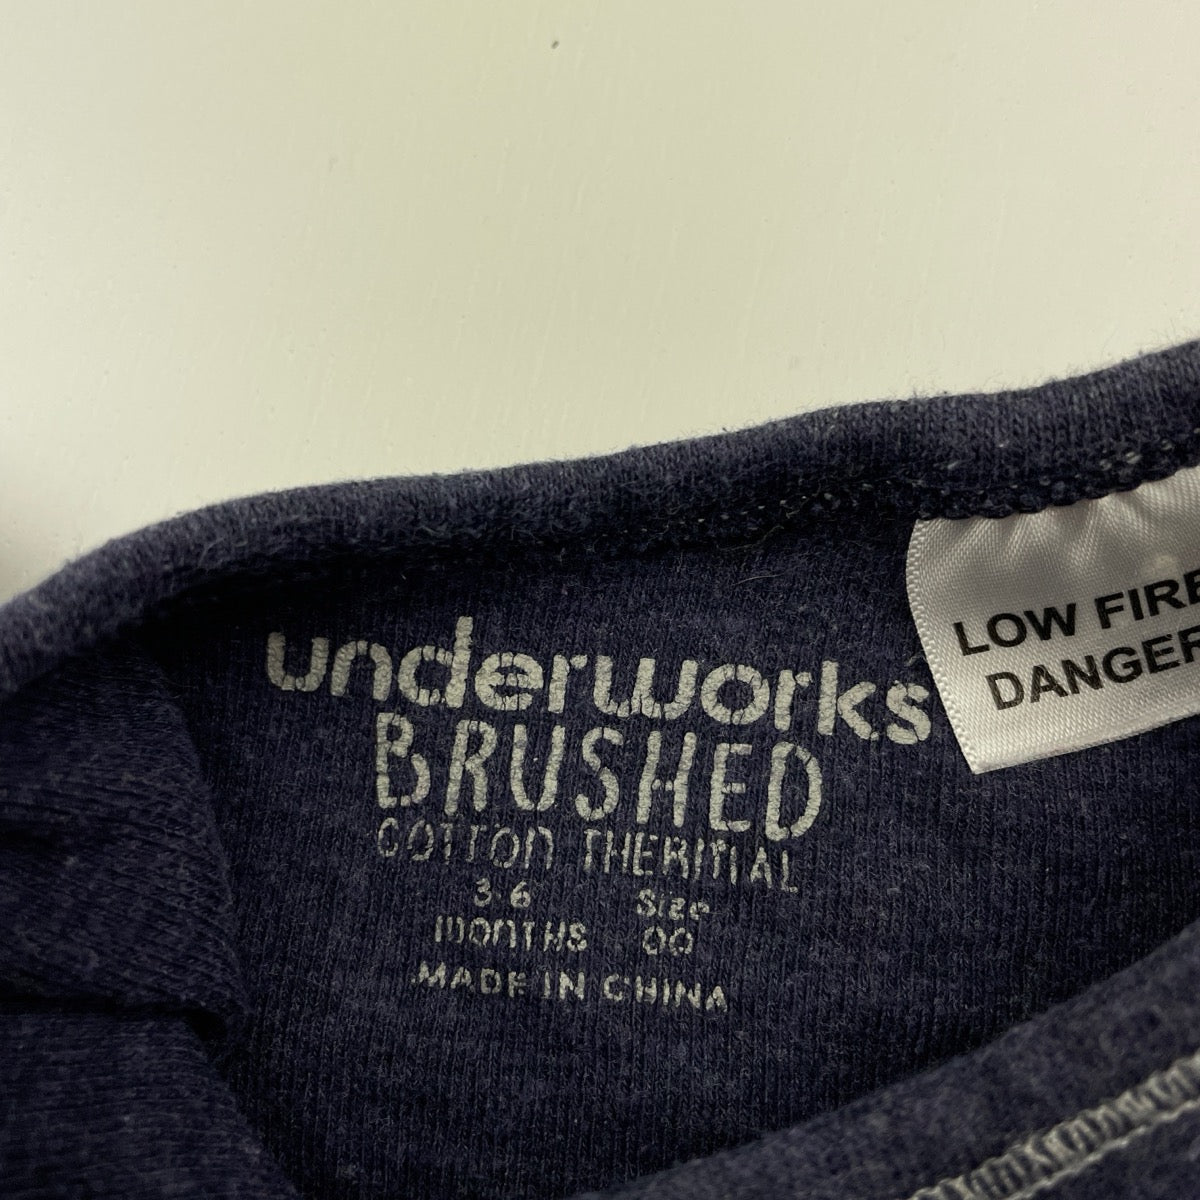 underworks
BRUSHED
COTTON THERMAL
3-6 Size
MONTHS 00
MADE IN CHINA
LOW FIRE
DANGER